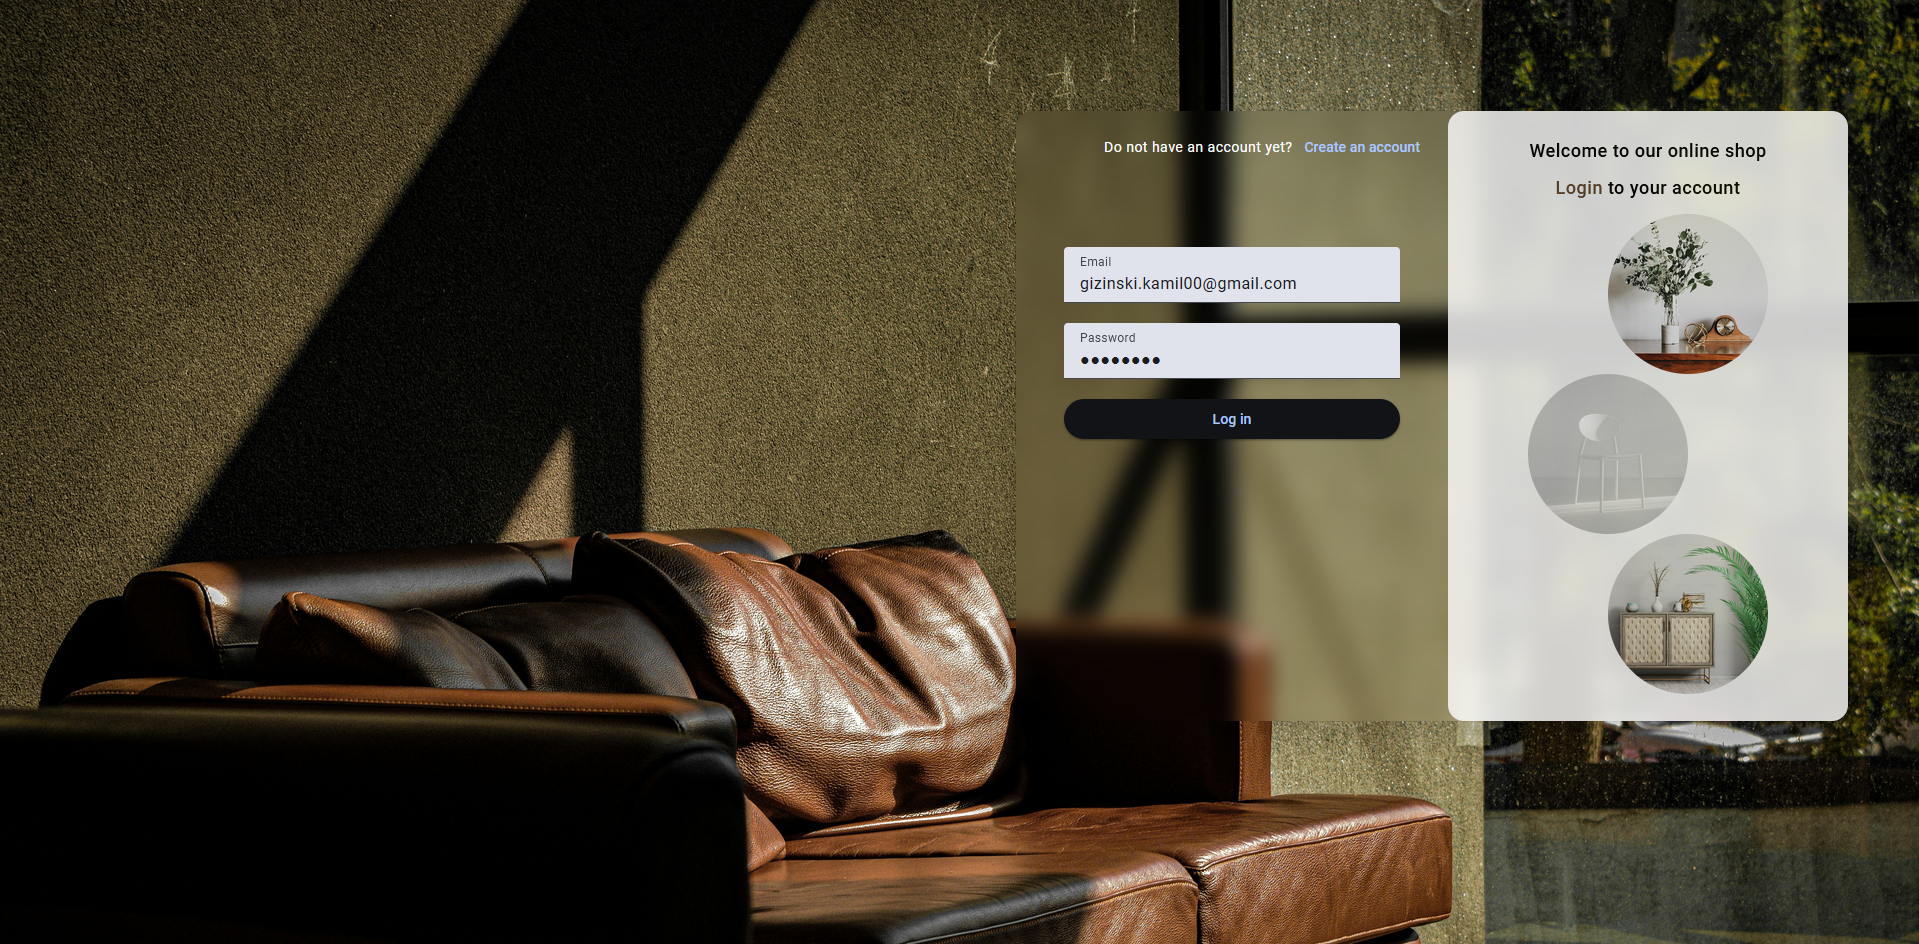 Do not have an account yet? Create an account
Email
gizinski.kamil00@gmail.com
Password
••••••••
Log in
Welcome to our online shop
Login to your account